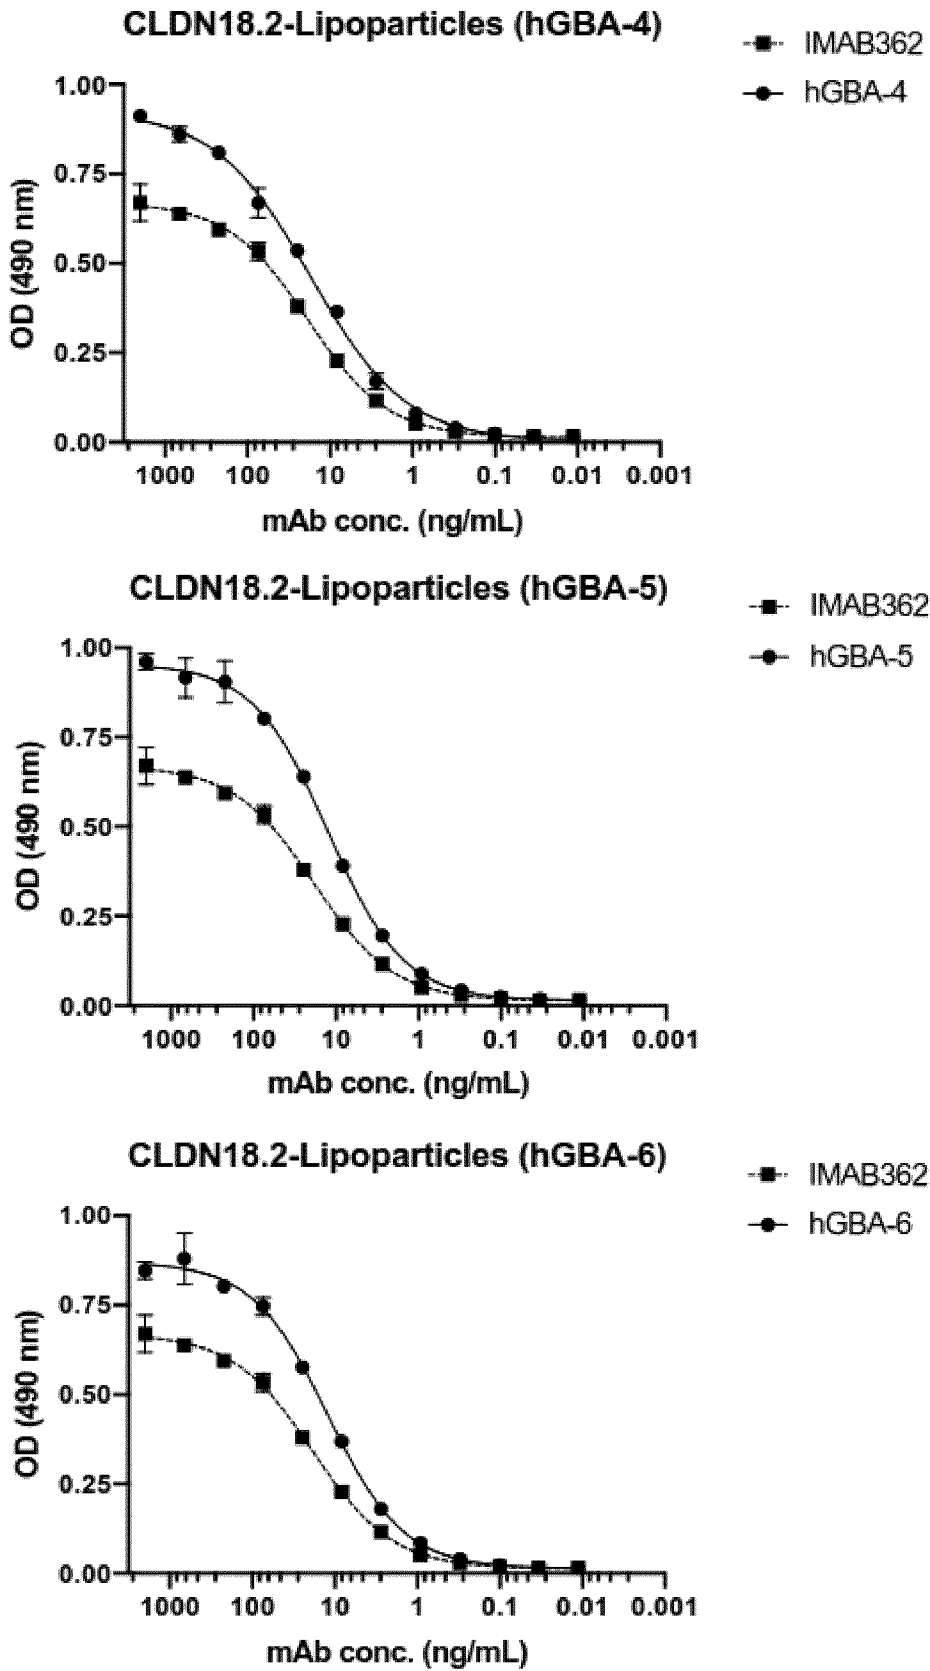 CLDN18.2-Lipoparticles (hGBA-4)
IMAB362
hGBA-4
1.00
0.75
0.50
0.25
0.00
OD (490 nm)
1000 100 10 1 0.1 0.01 0.001
mAb conc. (ng/mL)
CLDN18.2-Lipoparticles (hGBA-5)
IMAB362
hGBA-5
1.00
0.75
0.50
0.25
0.00
OD (490 nm)
1000 100 10 1 0.1 0.01 0.001
mAb conc. (ng/mL)
CLDN18.2-Lipoparticles (hGBA-6)
IMAB362
hGBA-6
1.00
0.75
0.50
0.25
0.00
OD (490 nm)
1000 100 10 1 0.1 0.01 0.001
mAb conc. (ng/mL)